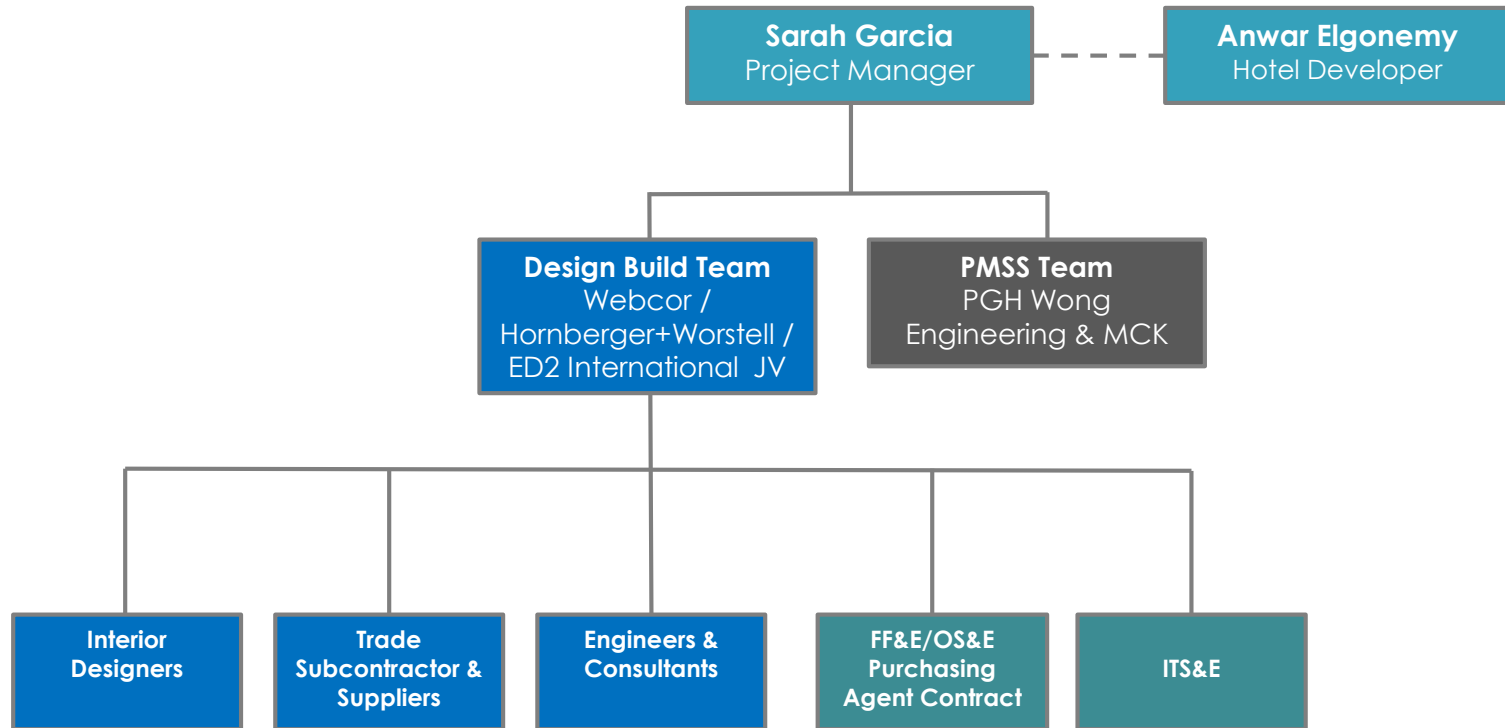 Sarah Garcia
Project Manager
Anwar Elgonemy
Hotel Developer
Design Build Team
Webcor /
Hornberger+Worstell /
ED2 International JV
PMSS Team
PGH Wong
Engineering & MCK
Interior
Designers
Trade
Subcontractor &
Suppliers
Engineers &
Consultants
FF&E/OS&E
Purchasing
Agent Contract
ITS&E